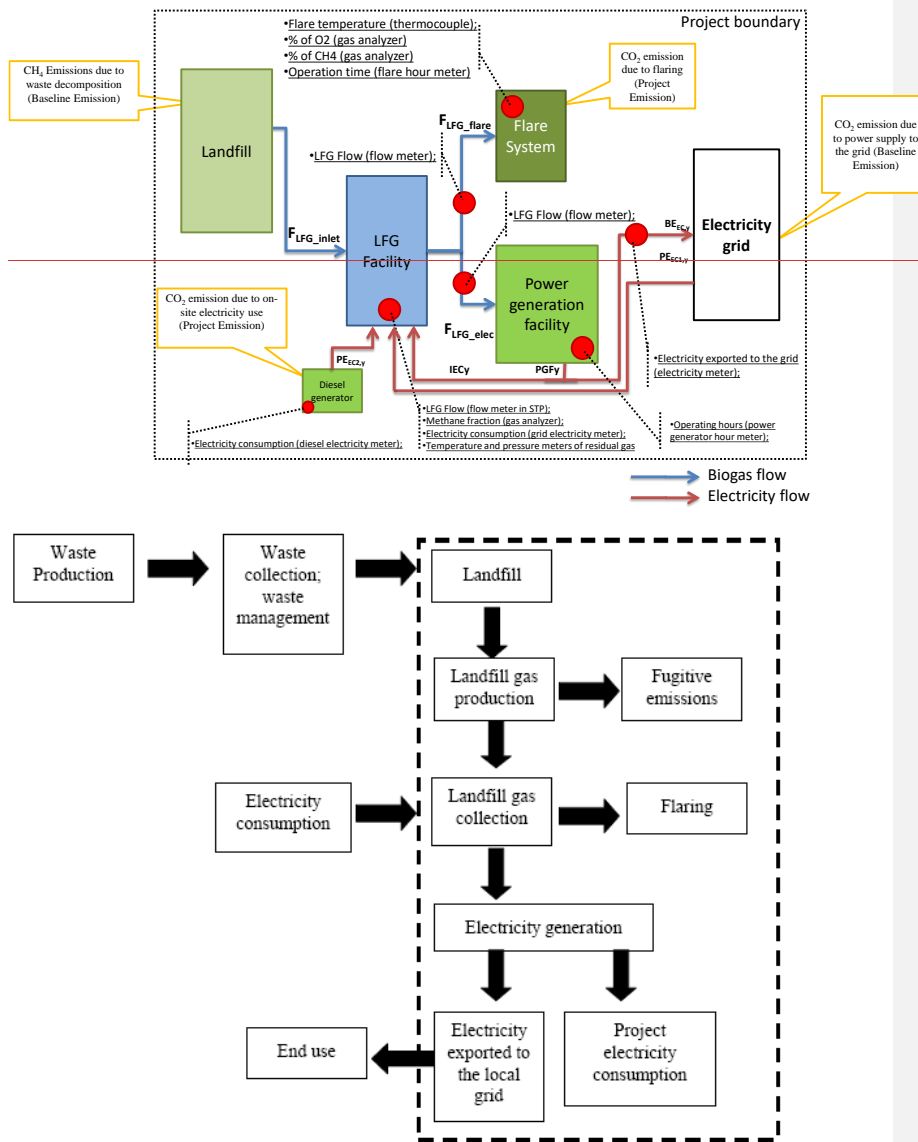 •Flare temperature (thermocouple);
•% of O2 (gas analyzer)
•% of CH4 (gas analyzer)
•Operation time (flare hour meter)
Project boundary
CH4 Emissions due to
waste decomposition
(Baseline Emission)
CO2 emission
due to flaring
(Project
Emission)
CO2 emission due
to power supply to
the grid (Baseline
Emission)
Landfill
FLFG_flare
Flare
System
•LFG Flow (flow meter);
•LFG Flow (flow meter);
FLFG_inlet
LFG
Facility
BEEC,y
Electricity
grid
PEEC1,y
Power
generation
facility
CO2 emission due to on-
site electricity use
(Project Emission)
FLFG_elec
PEEC2,y
IECy
PGFy
•Electricity exported to the grid
(electricity meter);
Diesel
generator
•LFG Flow (flow meter in STP)
•Methane fraction (gas analyzer);
•Electricity consumption (grid electricity meter);
•Temperature and pressure meters of residual gas
•Operating hours (power
generator hour meter);
•Electricity consumption (diesel electricity meter);
Biogas flow
Electricity flow
Waste
Production
Waste
collection;
waste
management
Landfill
Landfill gas
production
Fugitive
emissions
Electricity
consumption
Landfill gas
collection
Flaring
Electricity generation
End use
Electricity
exported to
the local
grid
Project
electricity
consumption